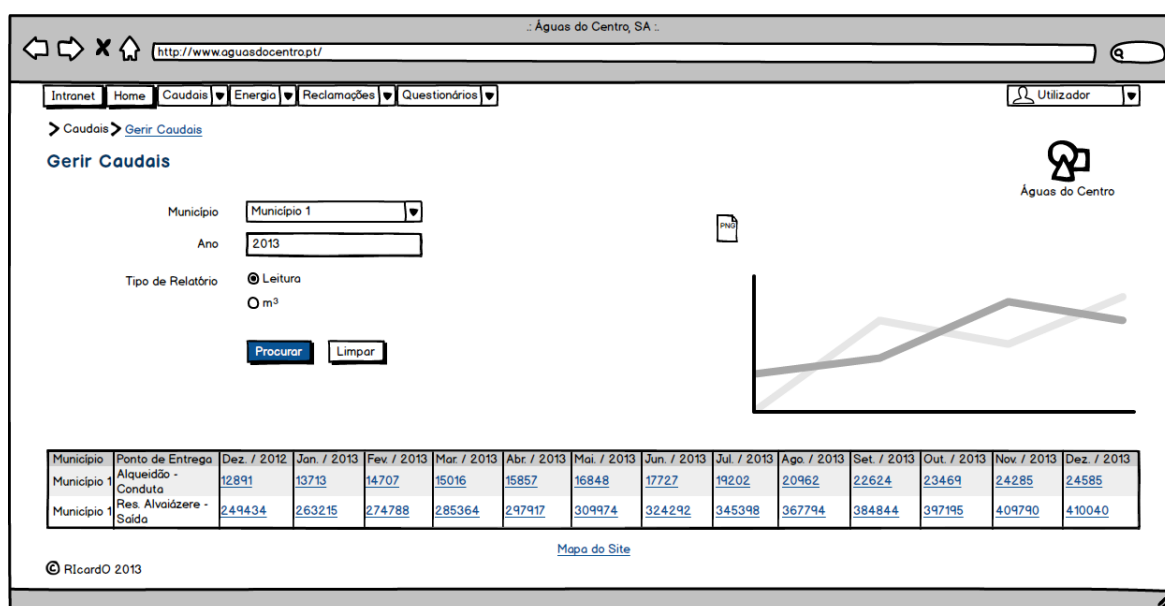 .: Águas do Centro, SA :.
http://www.aguasdocentro.pt/
Intranet Home Caudais Energia Reclamações Questionários Utilizador
Caudais Gerir Caudais
Gerir Caudais
Águas do Centro
Município Município 1
PNG
Ano 2013
Tipo de Relatório Leitura
m³
Procurar Limpar
Município Ponto de Entrega Dez. / 2012 Jan. / 2013 Fev. / 2013 Mar. / 2013 Abr. / 2013 Mai. / 2013 Jun. / 2013 Jul. / 2013 Ago. / 2013 Set. / 2013 Out. / 2013 Nov. / 2013 Dez. / 2013
Município 1 Alqueidão -
Conduta 12891 13713 14707 15016 15857 16848 17727 19202 20962 22624 23469 24285 24585
Município 1 Res. Alvaiázere -
Saída 249434 263215 274788 285364 297917 309974 324292 345398 367794 384844 397195 409790 410040
Mapa do Site
© RIcardO 2013